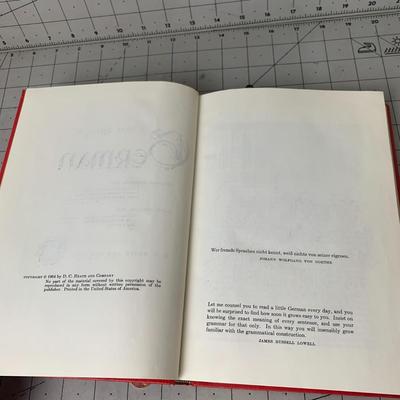 German
COPYRIGHT © 1964 by D. C. HEATH AND COMPANY
No part of the material covered by this copyright may be
reproduced in any form without written permission of the
publisher. Printed in the United States of America.
Wer fremde Sprachen nicht kennt, weiß nichts von seiner eigenen.
JOHANN WOLFGANG VON GOETHE
Let me counsel you to read a little German every day, and you
will be surprised to find how soon it grows easy to you. Insist on
knowing the exact meaning of every sentence, and use your
grammar for that only. In this way you will insensibly grow
familiar with the grammatical construction.
JAMES RUSSELL LOWELL